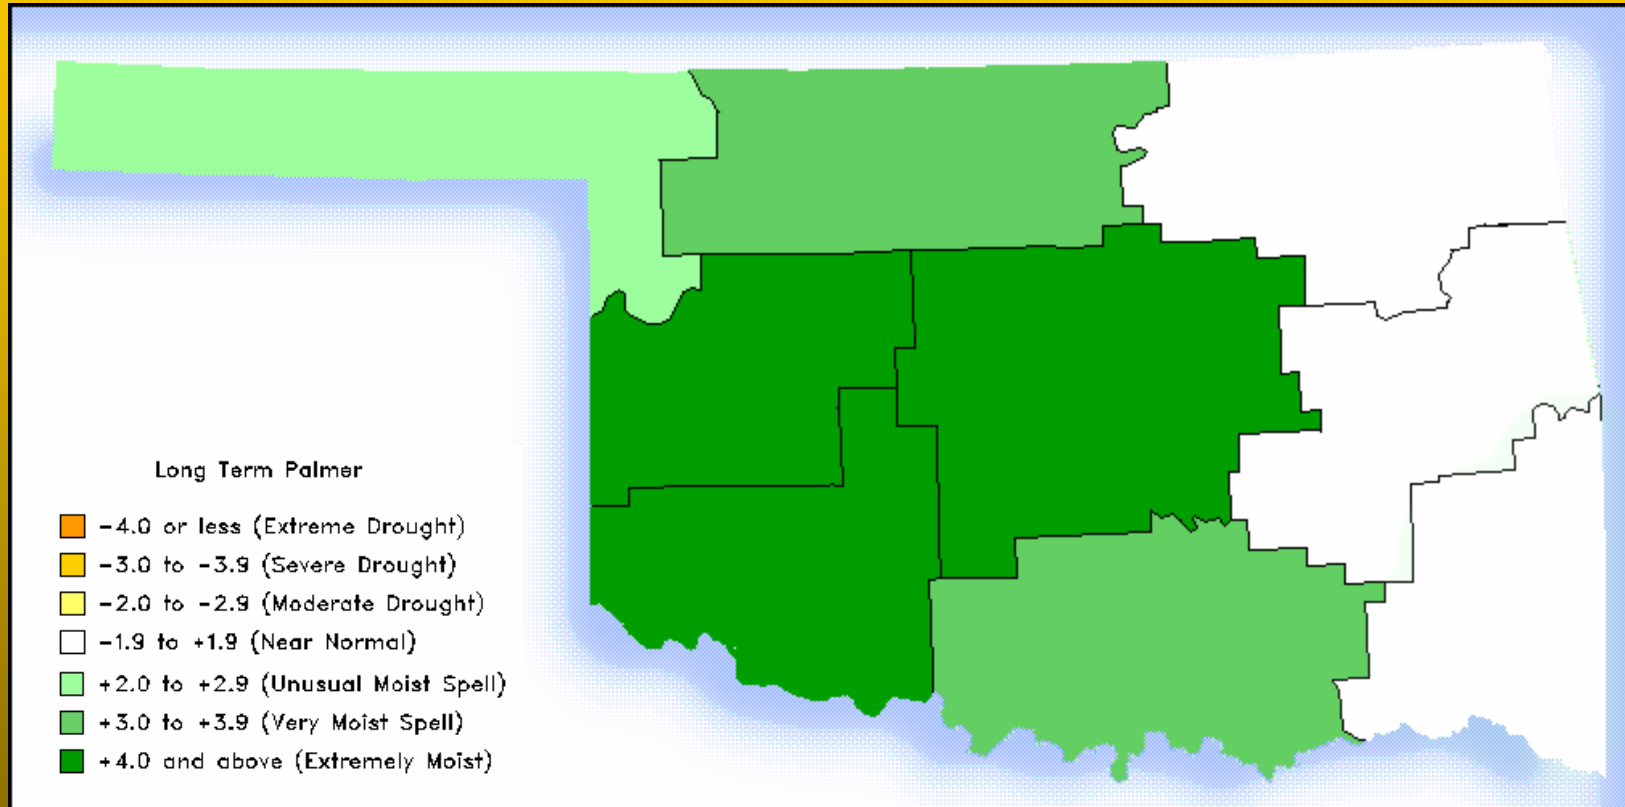 Long Term Palmer
-4.0 or less (Extreme Drought)
-3.0 to -3.9 (Severe Drought)
-2.0 to -2.9 (Moderate Drought)
-1.9 to +1.9 (Near Normal)
+2.0 to +2.9 (Unusual Moist Spell)
+3.0 to +3.9 (Very Moist Spell)
+4.0 and above (Extremely Moist)